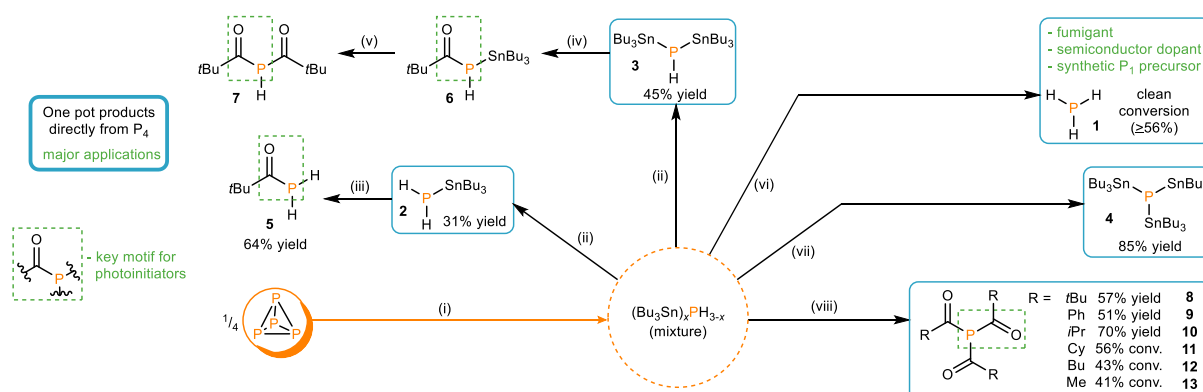 O
O
tBu
P
tBu
H
7
(v)
O
SnBu3
tBu
P
H
6
(iv)
Bu3Sn
SnBu3
P
3
H
45% yield
- fumigant
- semiconductor dopant
- synthetic P1 precursor
H
H
P
H
1
clean
conversion
(≥56%)
One pot products
directly from P4
major applications
O
tBu
P
H
H
5
64% yield
(iii)
H
SnBu3
P
2
H
31% yield
(ii)
(ii)
(vi)
(vii)
Bu3Sn
SnBu
P
4
SnBu3
85% yield
O
P
- key motif for
photoinitiators
1/4
P
P
P
P
(i)
(Bu3Sn)xPH3-x
(mixture)
(viii)
O
R
R
P
O
O
R
R =
tBu 57% yield 8
Ph 51% yield 9
iPr 70% yield 10
Cy 56% conv. 11
Bu 43% conv. 12
Me 41% conv. 13